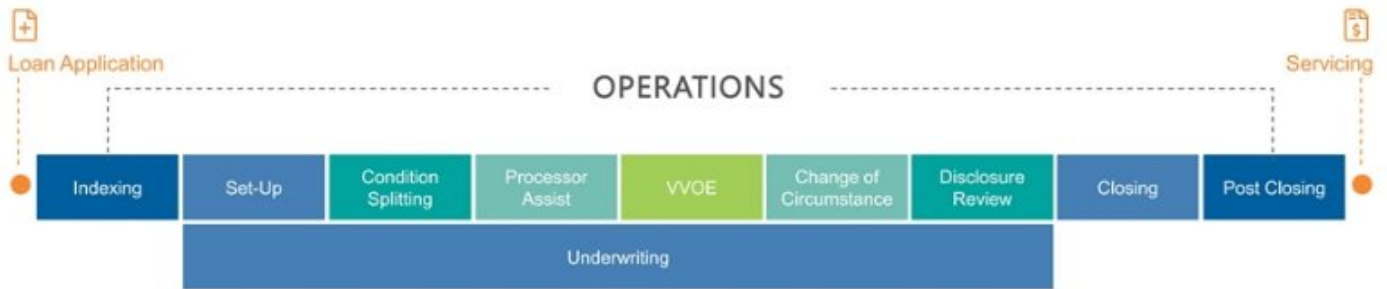 Loan Application
Servicing
OPERATIONS
Indexing
Set-Up
Condition
Splitting
Processor
Assist
VVOE
Change of
Circumstance
Disclosure
Review
Closing
Post Closing
Underwriting